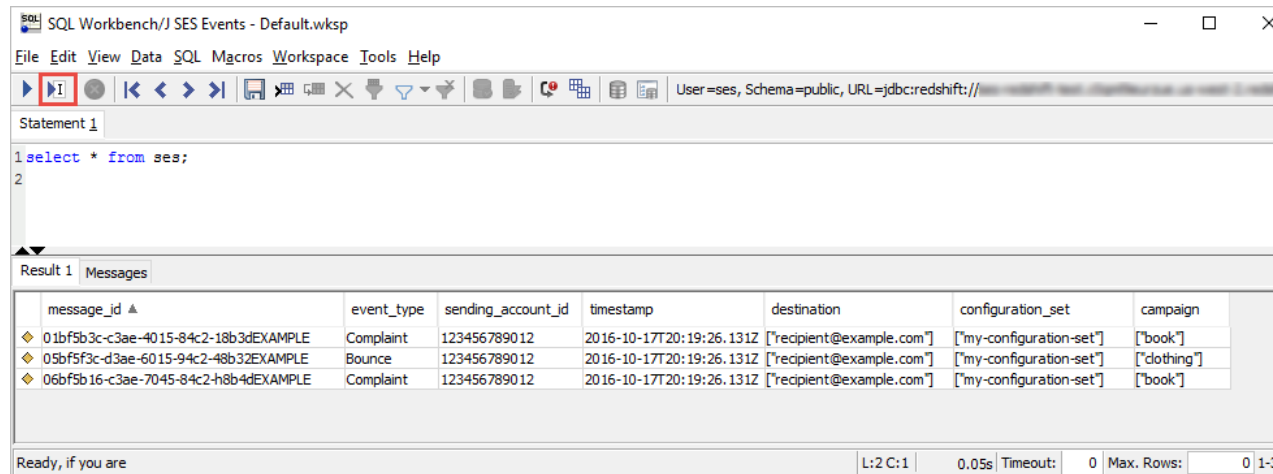 SQL SQL Workbench/J SES Events - Default.wksp
File Edit View Data SQL Macros Workspace Tools Help
User=ses, Schema=public, URL=jdbc:redshift://
Statement 1
1 select * from ses;
2
Result 1 Messages
message_id event_type sending_account_id timestamp destination configuration_set campaign
01bf5b3c-c3ae-4015-84c2-18b3dEXAMPLE Complaint 123456789012 2016-10-17T20:19:26.131Z ["recipient@example.com"] ["my-configuration-set"] ["book"]
05bf5f3c-d3ae-6015-94c2-48b32EXAMPLE Bounce 123456789012 2016-10-17T20:19:26.131Z ["recipient@example.com"] ["my-configuration-set"] ["clothing"]
06bf5b16-c3ae-7045-84c2-h8b4dEXAMPLE Complaint 123456789012 2016-10-17T20:19:26.131Z ["recipient@example.com"] ["my-configuration-set"] ["book"]
Ready, if you are L:2 C:1 0.05s Timeout: 0 Max. Rows: 0